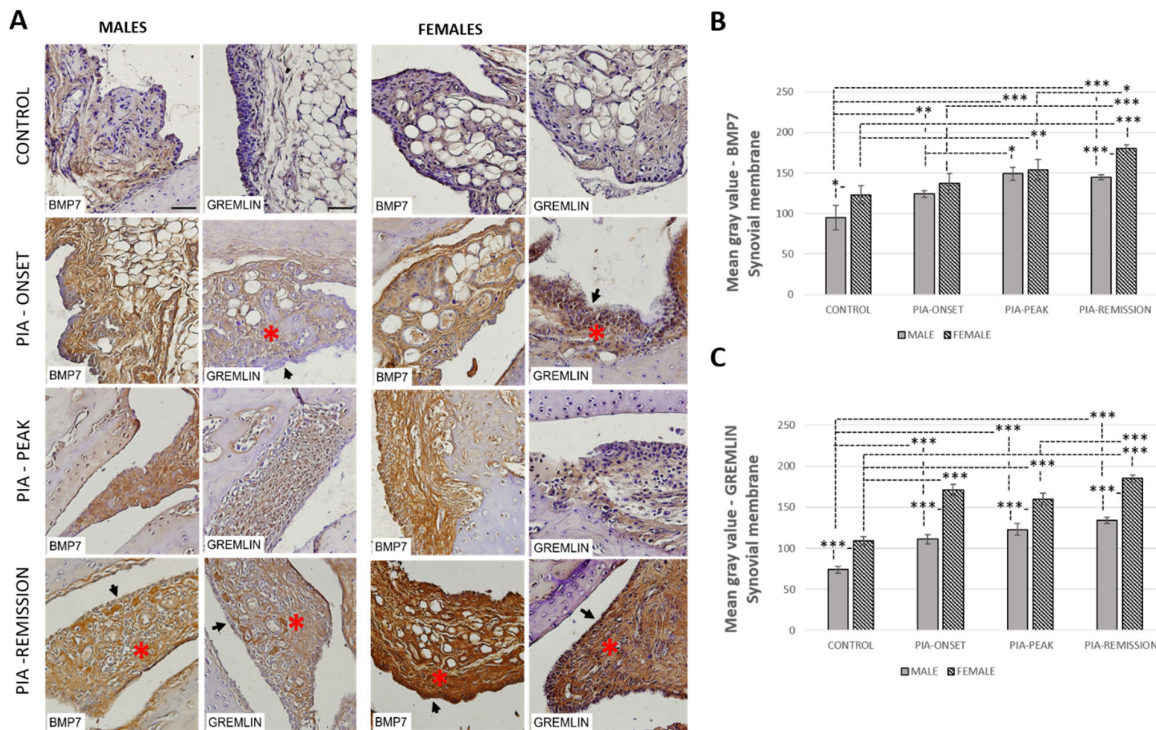 A
MALES
FEMALES
CONTROL
BMP7
GREMLIN
BMP7
GREMLIN
PIA - ONSET
BMP7
GREMLIN
BMP7
GREMLIN
PIA - PEAK
BMP7
GREMLIN
BMP7
GREMLIN
PIA -REMISSION
BMP7
GREMLIN
BMP7
GREMLIN
B
Mean gray value - BMP7
Synovial membrane
250
200
150
100
50
0
***
*
**
***
***
***
**
*
***
*
CONTROL
PIA-ONSET
PIA-PEAK
PIA-REMISSION
MALE
FEMALE
C
Mean gray value - GREMLIN
Synovial membrane
250
200
150
100
50
0
***
***
***
***
***
***
***
***
***
***
***
CONTROL
PIA-ONSET
PIA-PEAK
PIA-REMISSION
MALE
FEMALE